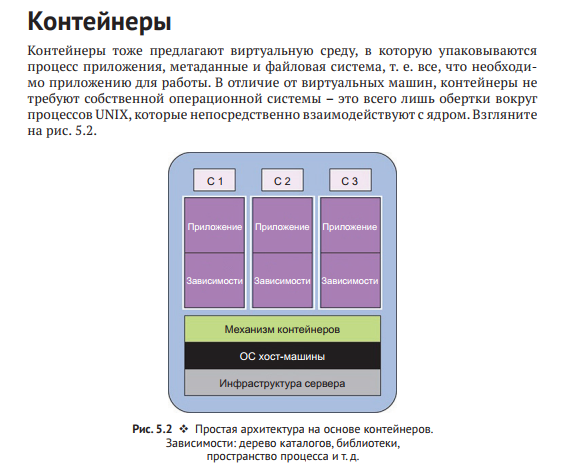 Контейнеры
Контейнеры тоже предлагают виртуальную среду, в которую упаковываются
процесс приложения, метаданные и файловая система, т. е. все, что необходи-
мо приложению для работы. В отличие от виртуальных машин, контейнеры не
требуют собственной операционной системы – это всего лишь обертки вокруг
процессов UNIX, которые непосредственно взаимодействуют с ядром. Взгляните
на рис. 5.2.
С 1 С 2 С 3
Приложение Приложение Приложение
Зависимости Зависимости Зависимости
Механизм контейнеров
ОС хост-машины
Инфраструктура сервера
Рис. 5.2 ❖ Простая архитектура на основе контейнеров.
Зависимости: дерево каталогов, библиотеки,
пространство процесса и т. д.